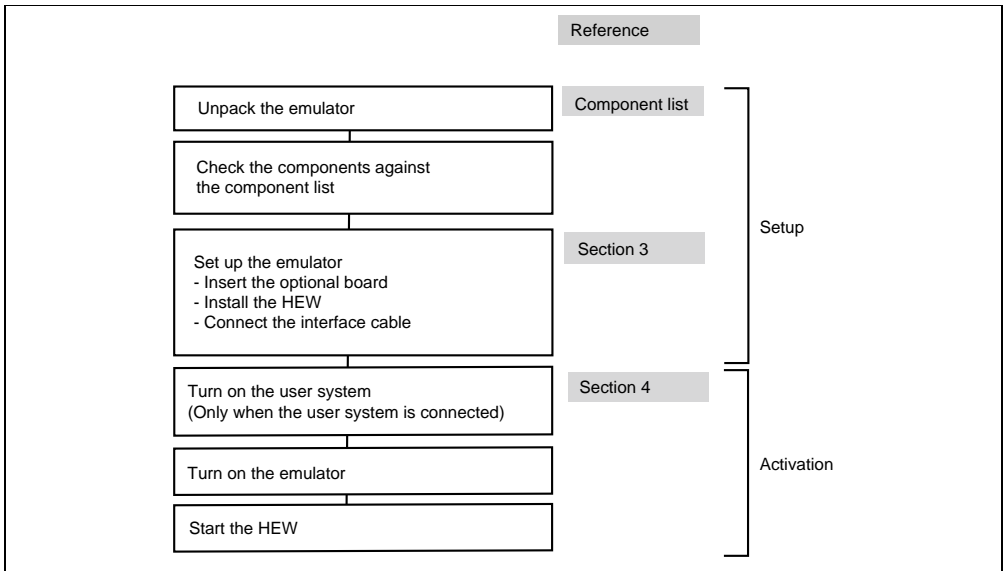 Reference
Unpack the emulator
Component list
Check the components against
the component list
Setup
Set up the emulator
- Insert the optional board
- Install the HEW
- Connect the interface cable
Section 3
Turn on the user system
(Only when the user system is connected)
Section 4
Turn on the emulator
Activation
Start the HEW